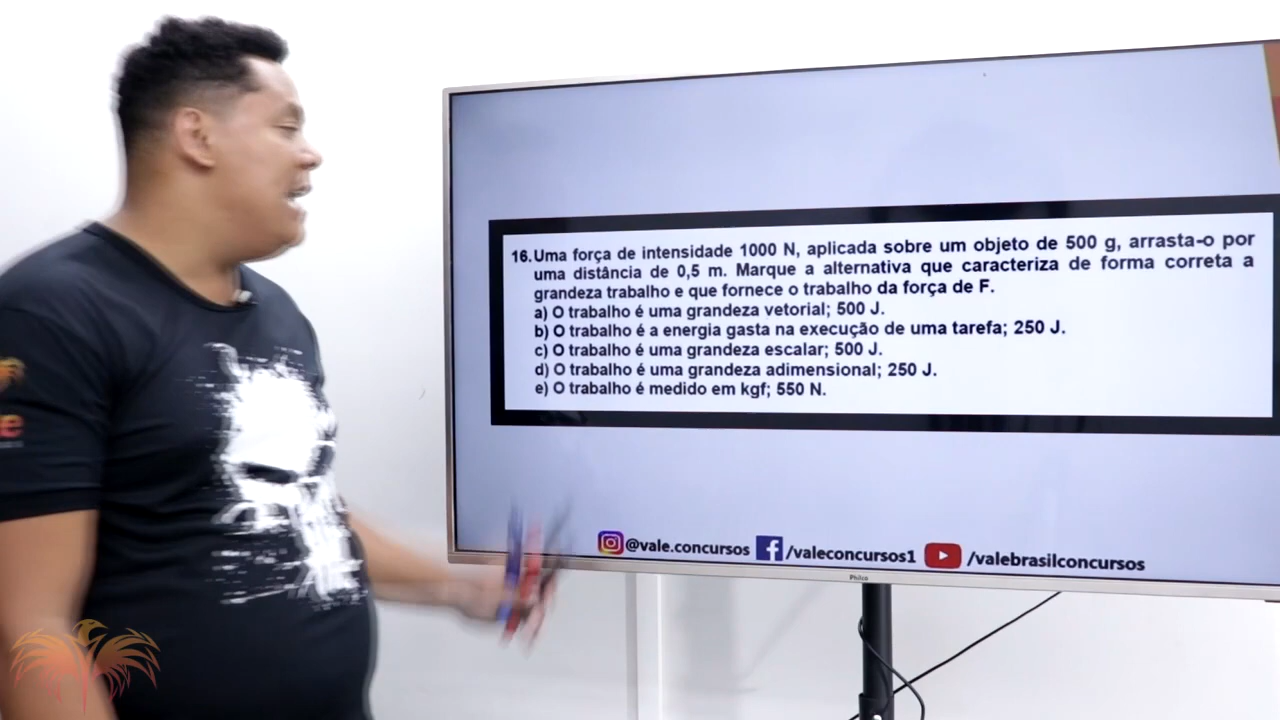 16. Uma força de intensidade 1000 N, aplicada sobre um objeto de 500 g, arrasta-o por
uma distância de 0,5 m. Marque a alternativa que caracteriza de forma correta a
grandeza trabalho e que fornece o trabalho da força de F.
a) O trabalho é uma grandeza vetorial; 500 J.
b) O trabalho é a energia gasta na execução de uma tarefa; 250 J.
c) O trabalho é uma grandeza escalar; 500 J.
d) O trabalho é uma grandeza adimensional; 250 J.
e) O trabalho é medido em kgf; 550 N.
@vale.concursos /valeconcursos1 /valebrasilconcursos
Philco